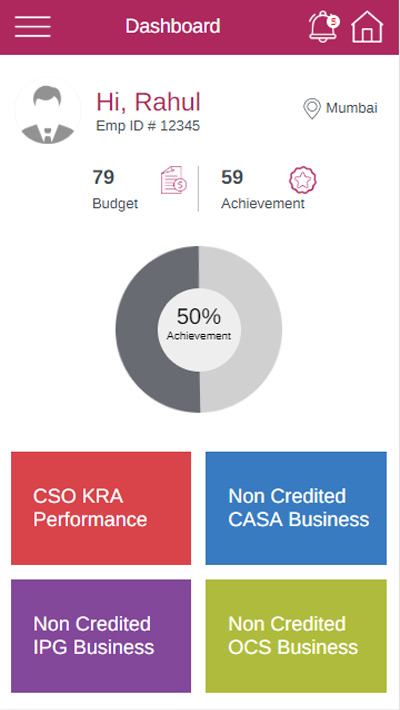 Dashboard
5
Hi, Rahul
Emp ID # 12345
Mumbai
79
Budget
59
Achievement
50%
Achievement
CSO KRA
Performance
Non Credited
CASA Business
Non Credited
IPG Business
Non Credited
OCS Business